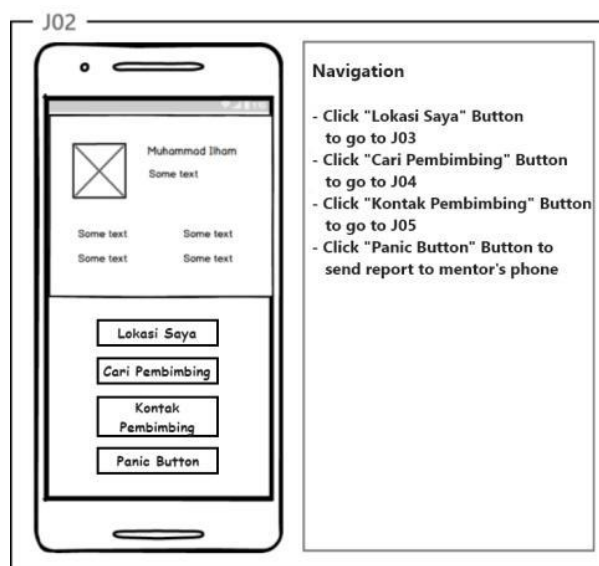 J02
Muhammad Ilham
Some text
Some text Some text
Some text Some text
Lokasi Saya
Cari Pembimbing
Kontak
Pembimbing
Panic Button
Navigation
- Click "Lokasi Saya" Button
to go to J03
- Click "Cari Pembimbing" Button
to go to J04
- Click "Kontak Pembimbing" Button
to go to J05
- Click "Panic Button" Button to
send report to mentor's phone